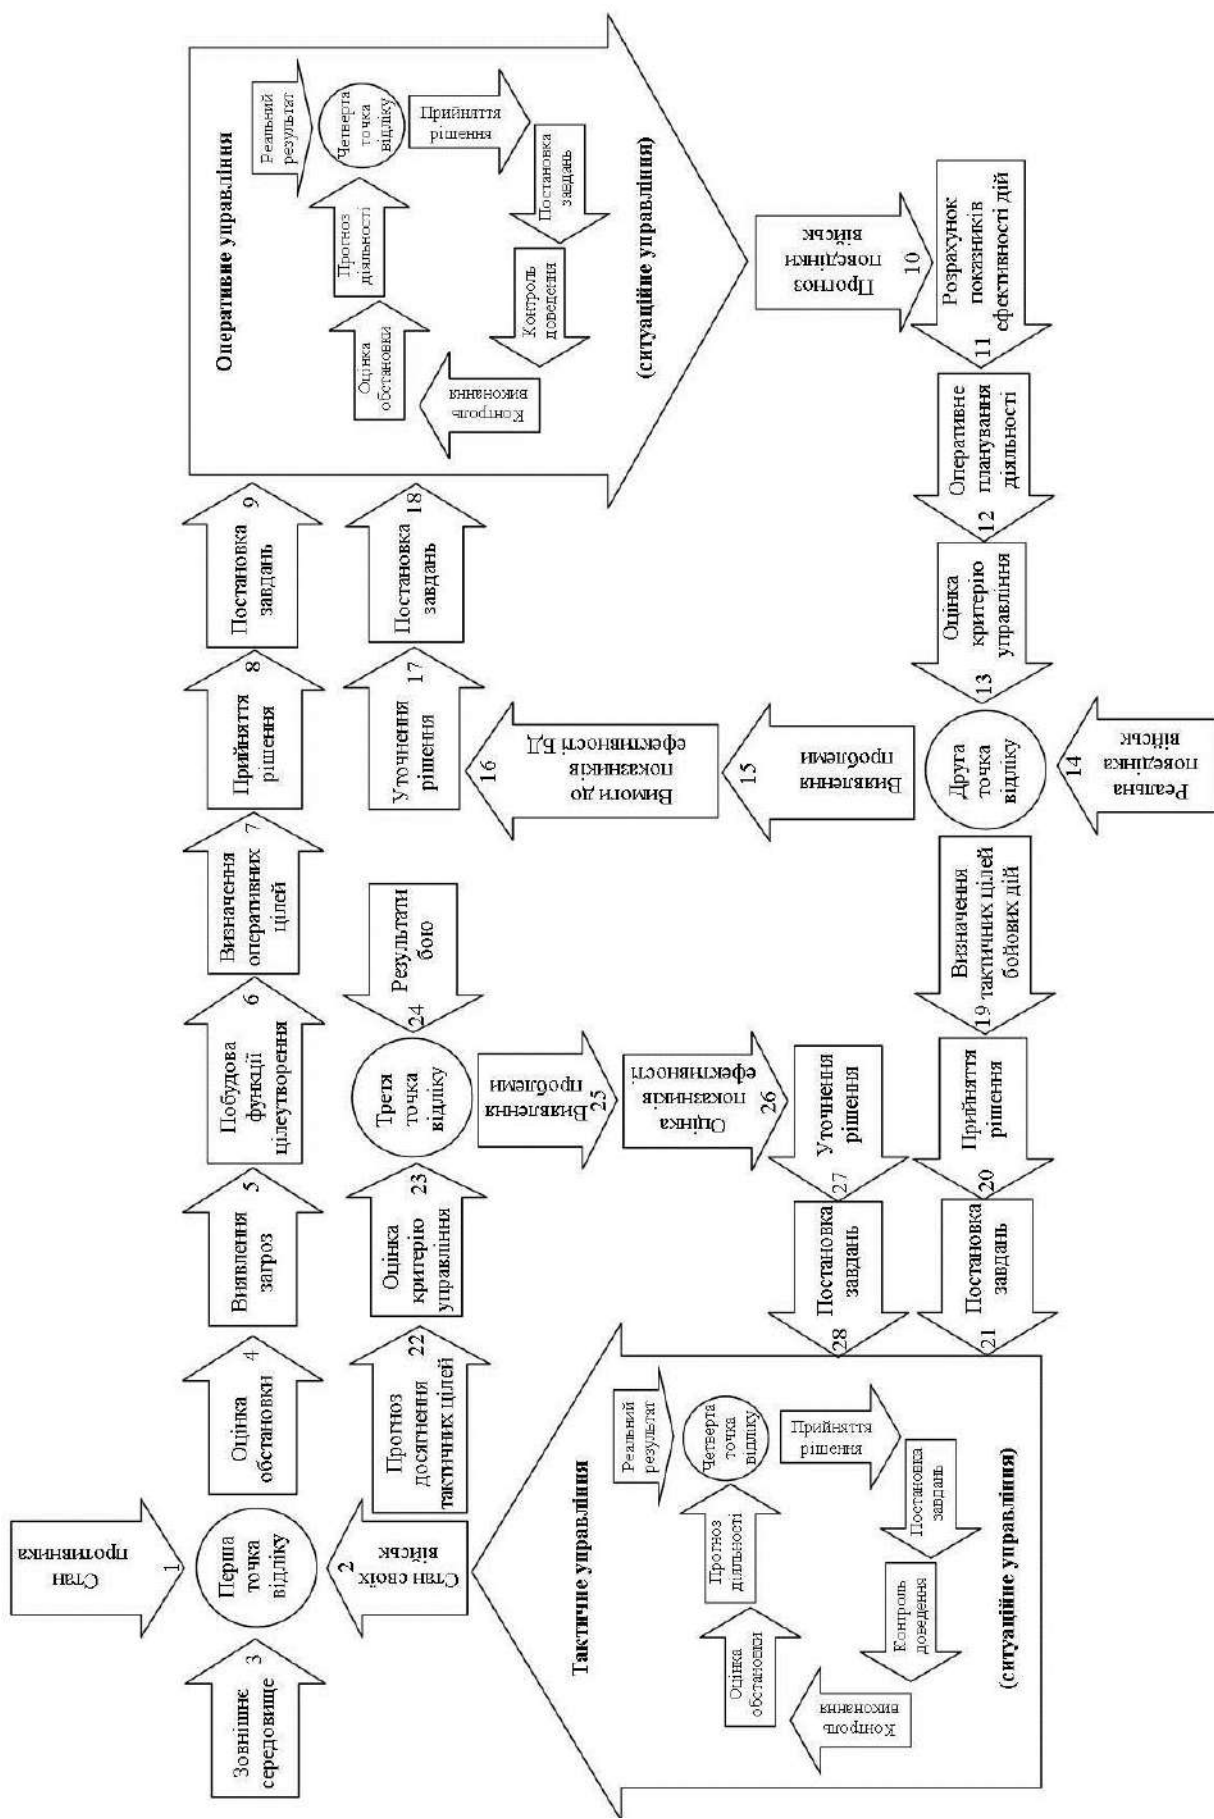 Стан
противника
1
Зовнішнє
середовище
3
Перша
точка
відліку
Стан своїх
військ
2
Оцінка
обстановки
4
Виявлення
загроз
5
Побудова
функції
цілеутворення
6
Визначення
оперативних
цілей
7
Прийняття
рішення
8
Постановка
завдань
9
Оперативне управління
Реальний
результат
Четверта
точка
відліку
Прогноз
діяльності
Оцінка
обстановки
Прийняття
рішення
Постановка
завдань
Контроль
доведення
Контроль
виконання
(ситуаційне управління)
Прогноз
поведінки
військ
10
Розрахунок
показників
ефективності дій
11
Оперативне
планування
діяльності
12
Оцінка
критерію
управління
13
Друга
точка
відліку
Реальна
поведінка
військ
14
Виявлення
проблеми
15
Вимоги до
показників
ефективності БД
16
Уточнення
рішення
17
Постановка
завдань
18
Визначення
тактичних цілей
бойових дій
19
Прийняття
рішення
20
Постановка
завдань
21
Тактичне управління
Реальний
результат
Четверта
точка
відліку
Прогноз
діяльності
Оцінка
обстановки
Прийняття
рішення
Постановка
завдань
Контроль
доведення
Контроль
виконання
(ситуаційне управління)
Прогноз
досягнення
тактичних цілей
22
Оцінка
критерію
управління
23
Третя
точка
відліку
Результати
бою
24
Виявлення
проблеми
25
Оцінка
показників
ефективності
26
Уточнення
рішення
27
Постановка
завдань
28